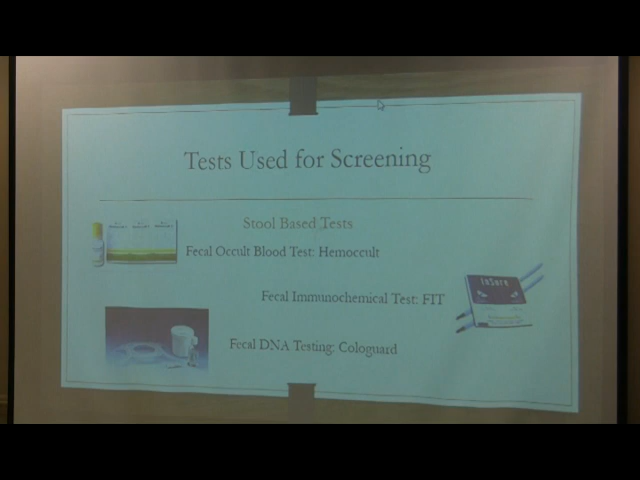 Tests Used for Screening
Stool Based Tests
Fecal Occult Blood Test: Hemoccult
InSure
Fecal Immunochemical Test: FIT
Fecal DNA Testing: Cologuard